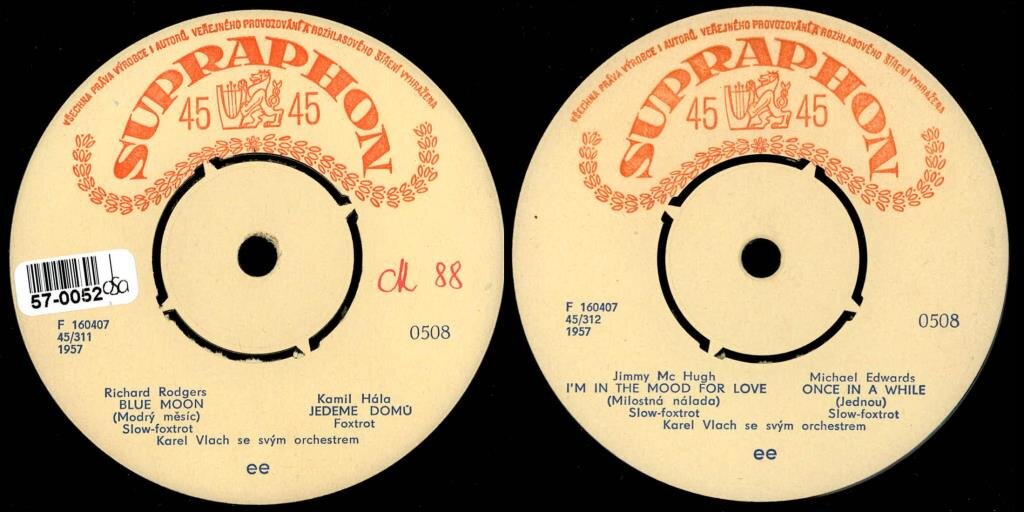 VŠECHNA PRÁVA VÝROBCE I AUTORŮ, VEŘEJNÉHO PROVOZOVÁNÍ A ROZHLASOVÉHO ŠÍŘENÍ VYHRAŽENA
SUPRAPHON
45 45
57-0052
ch 88
F 160407
45/311
1957
0508
Richard Rodgers
BLUE MOON
(Modrý měsíc)
Slow-foxtrot
Kamil Hála
JEDEME DOMŮ
Foxtrot
Karel Vlach se svým orchestrem
ee
VŠECHNA PRÁVA VÝROBCE I AUTORŮ, VEŘEJNÉHO PROVOZOVÁNÍ A ROZHLASOVÉHO ŠÍŘENÍ VYHRAŽENA
SUPRAPHON
45 45
F 160407
45/312
1957
0508
Jimmy Mc Hugh
I'M IN THE MOOD FOR LOVE
(Milostná nálada)
Slow-foxtrot
Michael Edwards
ONCE IN A WHILE
(Jednou)
Slow-foxtrot
Karel Vlach se svým orchestrem
ee